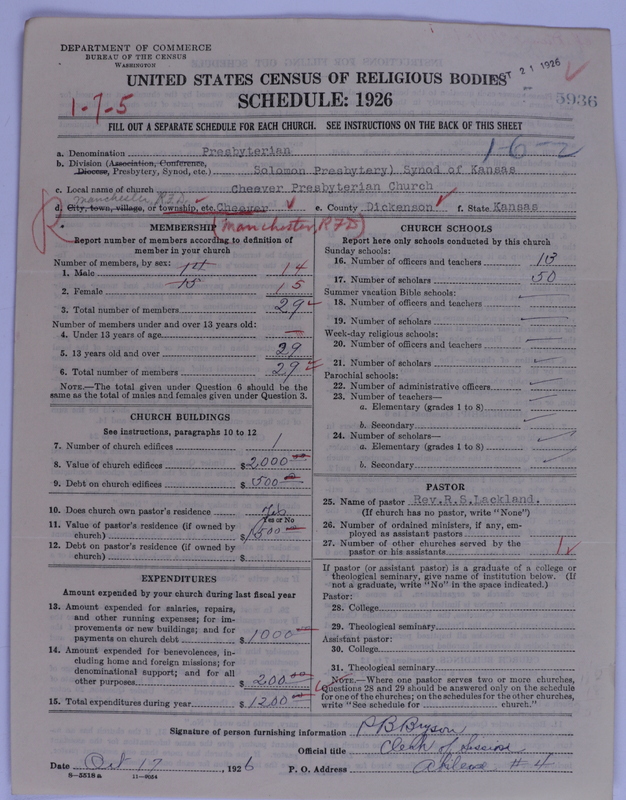 DEPARTMENT OF COMMERCE
BUREAU OF THE CENSUS
WASHINGTON
UNITED STATES CENSUS OF RELIGIOUS BODIES
21 1926
SCHEDULE: 1926
1-7-5
5936
FILL OUT A SEPARATE SCHEDULE FOR EACH CHURCH. SEE INSTRUCTIONS ON THE BACK OF THIS SHEET
a. Denomination Presbyterian
16-2
b. Division (Association, Conference, Diocese, Presbytery, Synod, etc.) Solomon Presbytery) Synod of Kansas
c. Local name of church Cheever Presbyterian Church
Manchester, R.F.D.
d. City, town, village, or township, etc. Cheever e. County Dickenson f. State Kansas
(Manchester, RFD)
MEMBERSHIP
Report number of members according to definition of member in your church
Number of members, by sex:
1. Male 14 14
2. Female 15 15
3. Total number of members 29
Number of members under and over 13 years old:
4. Under 13 years of age —
5. 13 years old and over 29
6. Total number of members 29
NOTE.—The total given under Question 6 should be the same as the total of males and females given under Question 3.
CHURCH BUILDINGS
See instructions, paragraphs 10 to 12
7. Number of church edifices 1
8. Value of church edifices $2,000 00
9. Debt on church edifices $500 00
10. Does church own pastor's residence Yes
Yes or No
11. Value of pastor's residence (if owned by church) $1500
12. Debt on pastor's residence (if owned by church) $
EXPENDITURES
Amount expended by your church during last fiscal year
13. Amount expended for salaries, repairs, and other running expenses; for improvements or new buildings; and for payments on church debt $1000
14. Amount expended for benevolences, including home and foreign missions; for denominational support; and for all other purposes $200 00
15. Total expenditures during year $1200
CHURCH SCHOOLS
Report here only schools conducted by this church
Sunday schools:
16. Number of officers and teachers 13
17. Number of scholars 50
Summer vacation Bible schools:
18. Number of officers and teachers
19. Number of scholars
Week-day religious schools:
20. Number of officers and teachers
21. Number of scholars
Parochial schools:
22. Number of administrative officers
23. Number of teachers—
a. Elementary (grades 1 to 8)
b. Secondary
24. Number of scholars—
a. Elementary (grades 1 to 8)
b. Secondary
PASTOR
25. Name of pastor Rev.R.S.Lackland.
(If church has no pastor, write "None")
26. Number of ordained ministers, if any, employed as assistant pastors
27. Number of other churches served by the pastor or his assistants 1
If pastor (or assistant pastor) is a graduate of a college or theological seminary, give name of institution below. (If not a graduate, write "No" in the space indicated.)
Pastor:
28. College
29. Theological seminary
Assistant pastor:
30. College
31. Theological seminary
NOTE.—Where one pastor serves two or more churches, Questions 28 and 29 should be answered only on the schedule for one of the churches; on the schedules for the other churches, write "See schedule for church."
Signature of person furnishing information P B Bryson
Official title Clerk of Session
Date Oct 17, 1926 P. O. Address Abilene #4
8-5518a 11-9034